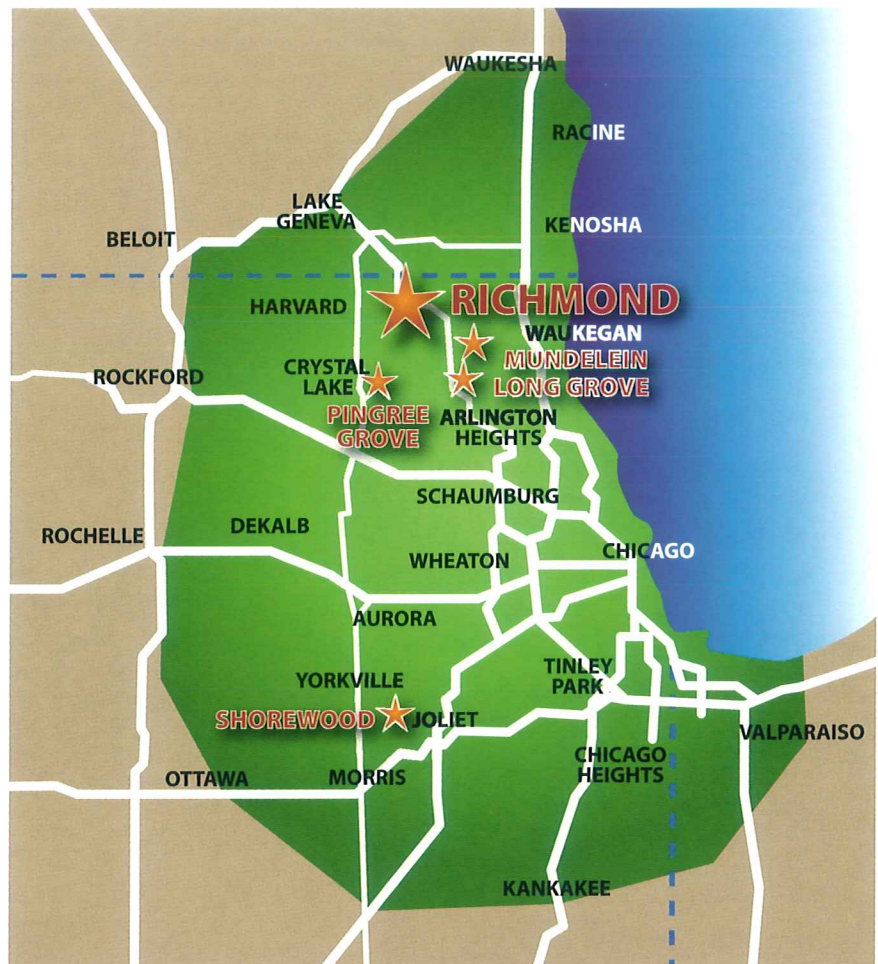 WAUKESHA
RACINE
LAKE
GENEVA
KENOSHA
BELOIT
HARVARD
RICHMOND
WAUKEGAN
MUNDELEIN
CRYSTAL
LAKE
LONG GROVE
ROCKFORD
PINGREE
GROVE
ARLINGTON
HEIGHTS
SCHAUMBURG
DEKALB
ROCHELLE
WHEATON
CHICAGO
AURORA
TINLEY
PARK
YORKVILLE
SHOREWOOD
JOLIET
VALPARAISO
CHICAGO
HEIGHTS
OTTAWA
MORRIS
KANKAKEE